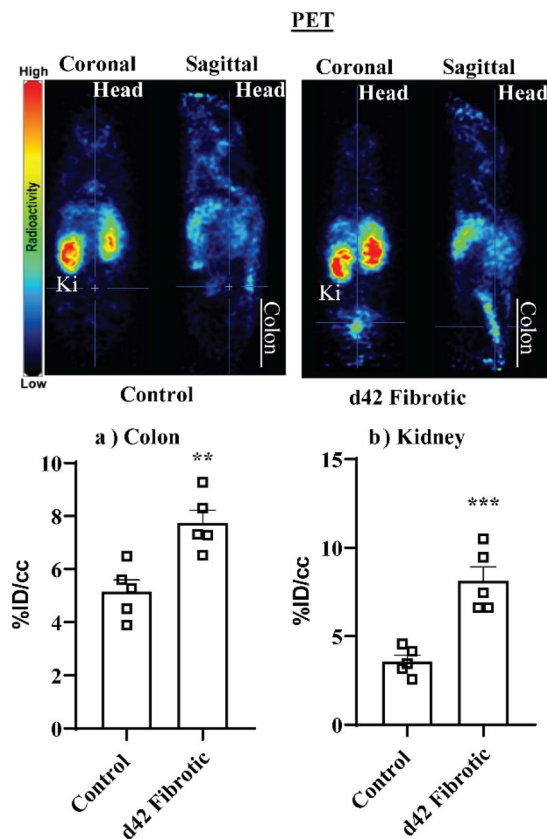 PET
Coronal Sagittal
Coronal Sagittal
High
Head Head
Head Head
Radioactivity
Ki
Ki
Colon
Colon
Low
Control
d42 Fibrotic
a ) Colon
b ) Kidney
**
***
%ID/cc
10
8
6
4
2
0
Control
d42 Fibrotic
%ID/cc
15
10
5
0
Control
d42 Fibrotic